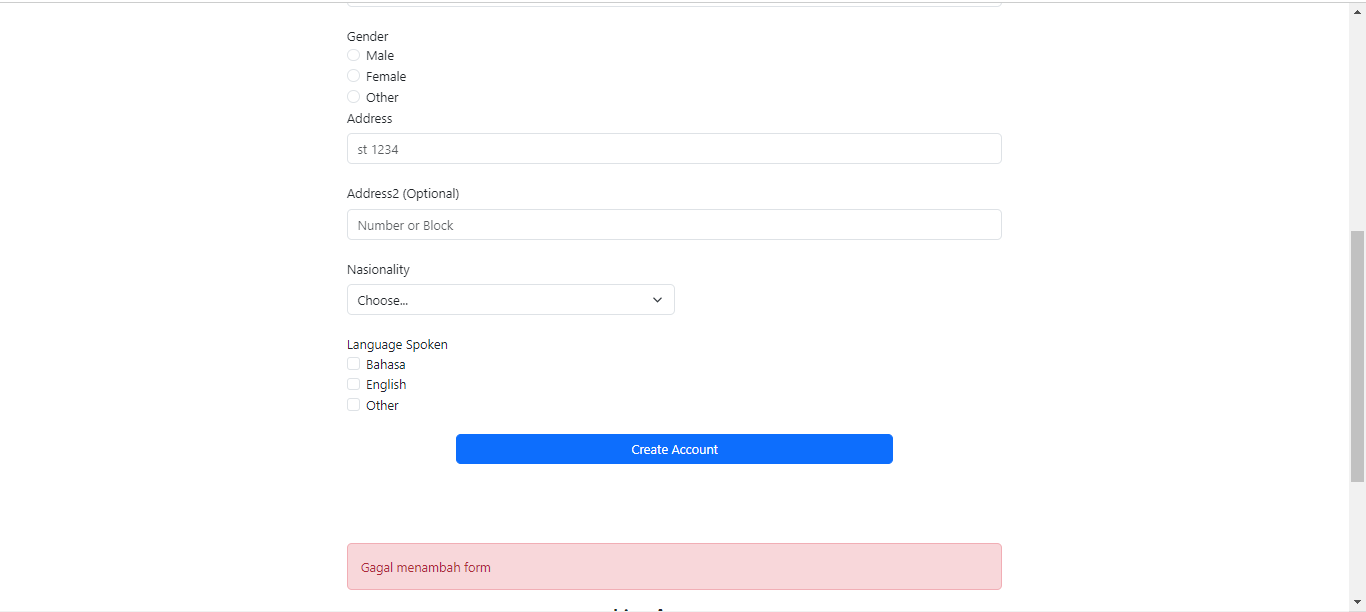 Gender
Male
Female
Other
Address
st 1234
Address2 (Optional)
Number or Block
Nasionality
Choose...
Language Spoken
Bahasa
English
Other
Create Account
Gagal menambah form